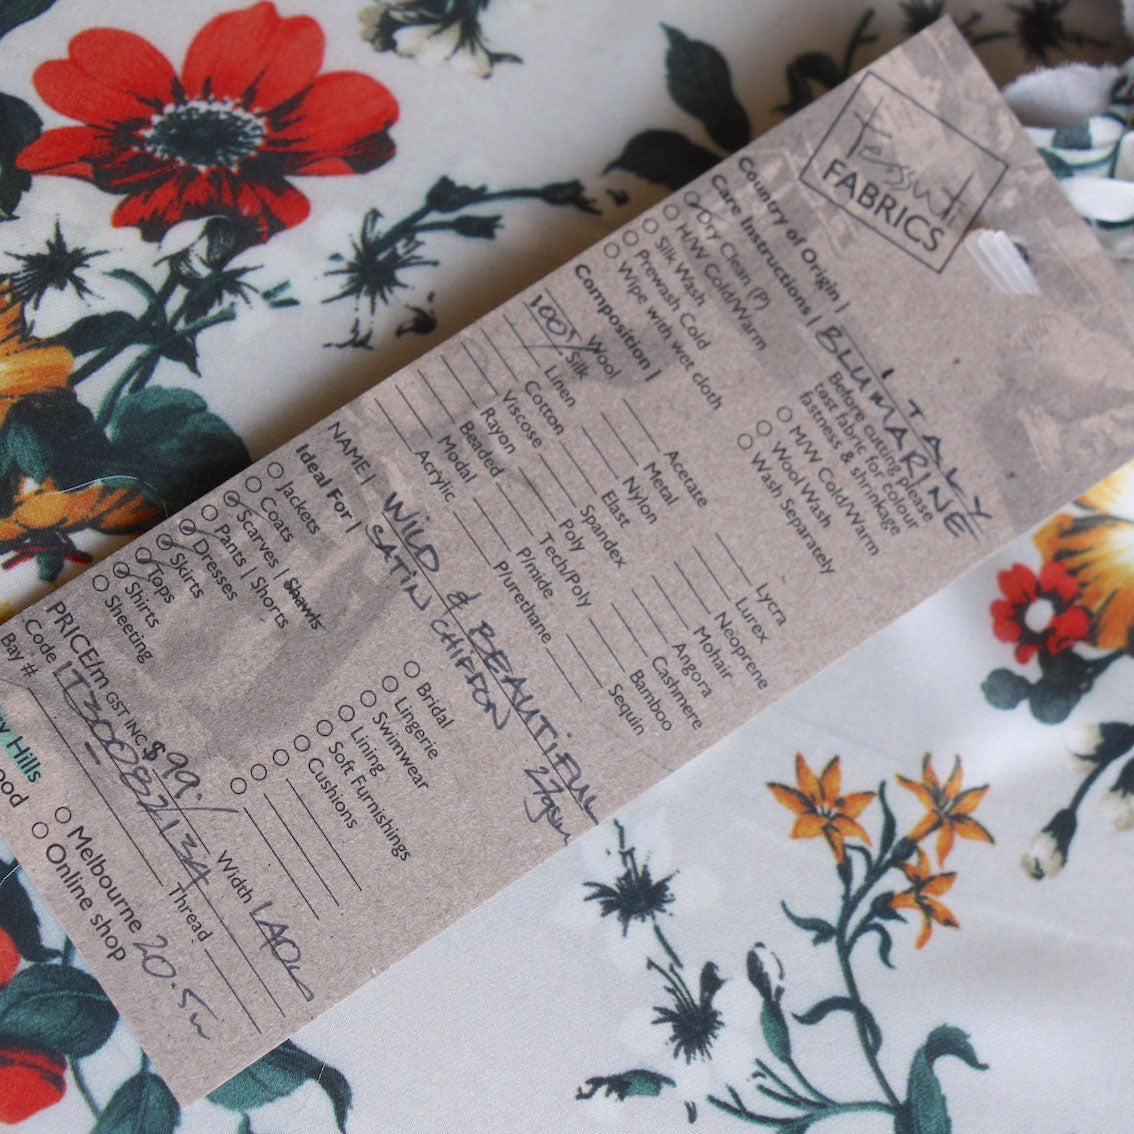 Tessuti
FABRICS
Country of Origin | ITALY
Care Instructions | BLU'MARINE
Dry Clean (P)
H/W Cold/Warm
Silk Wash
Prewash Cold
Wipe with wet cloth
Before cutting please
test fabric for colour
fastness & shrinkage
M/W Cold/Warm
Wool Wash
Wash Separately
Composition |
Wool
100% Silk
Linen
Cotton
Viscose
Rayon
Beaded
Modal
Acrylic
Acetate
Metal
Nylon
Elast
Spandex
Poly
Tech/Poly
P/mide
P/urethane
Lycra
Lurex
Neoprene
Mohair
Angora
Cashmere
Bamboo
Sequin
NAME | WILD & BEAUTIFUL
SATIN CHIFFON
Ideal For |
Jackets
Coats
Scarves | Shawls
Pants | Shorts
Dresses
Skirts
Tops
Shirts
Sheeting
Bridal
Lingerie
Swimwear
Lining
Soft Furnishings
Cushions
PRICE/m GST INC $99./ Width
Code IT30082134 Thread
Bay #
Hills
Melbourne
Online shop
20.5m